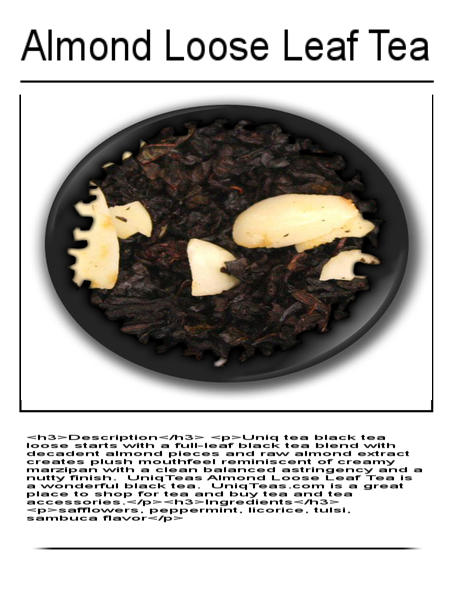 Almond Loose Leaf Tea
<h3>Description</h3> <p>Uniq tea black tea
loose starts with a full-leaf black tea blend with
decadent almond pieces and raw almond extract
creates plush mouthfeel reminiscent of creamy
marzipan with a clean balanced astringency and a
nutty finish.  UniqTeas Almond Loose Leaf Tea is
a wonderful black tea.  UniqTeas.com is a great
place to shop for tea and buy tea and tea
accessories.</p><h3>Ingredients</h3>
<p>safflowers, peppermint, licorice, tulsi,
sambuca flavor</p>